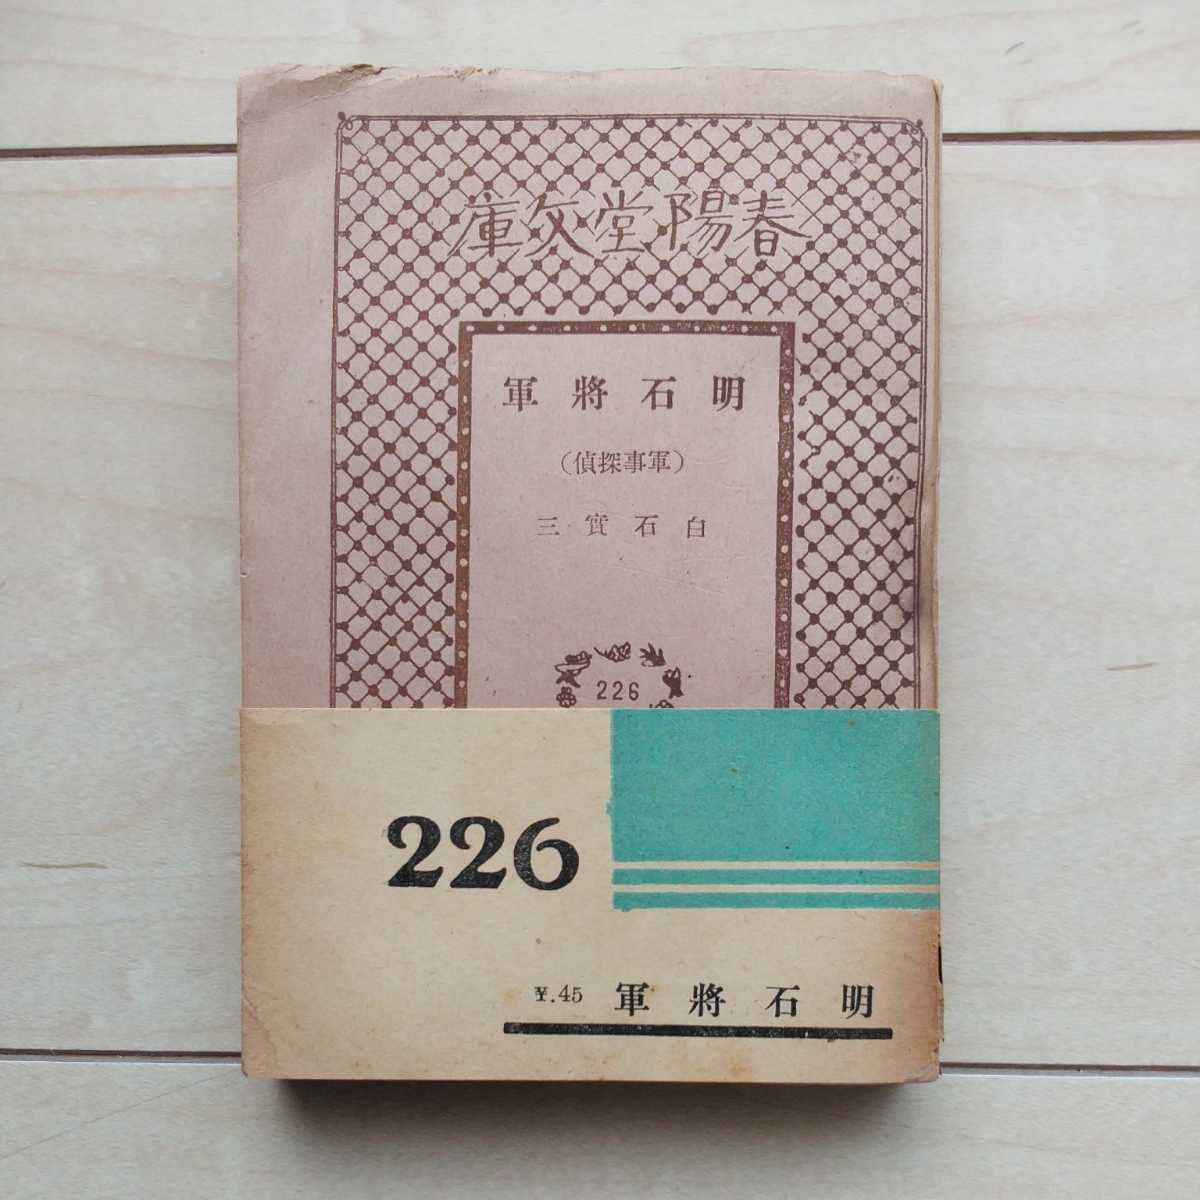 春陽堂文庫
明石將軍
(軍事探偵)
白石實三
226
226
¥.45 明石將軍